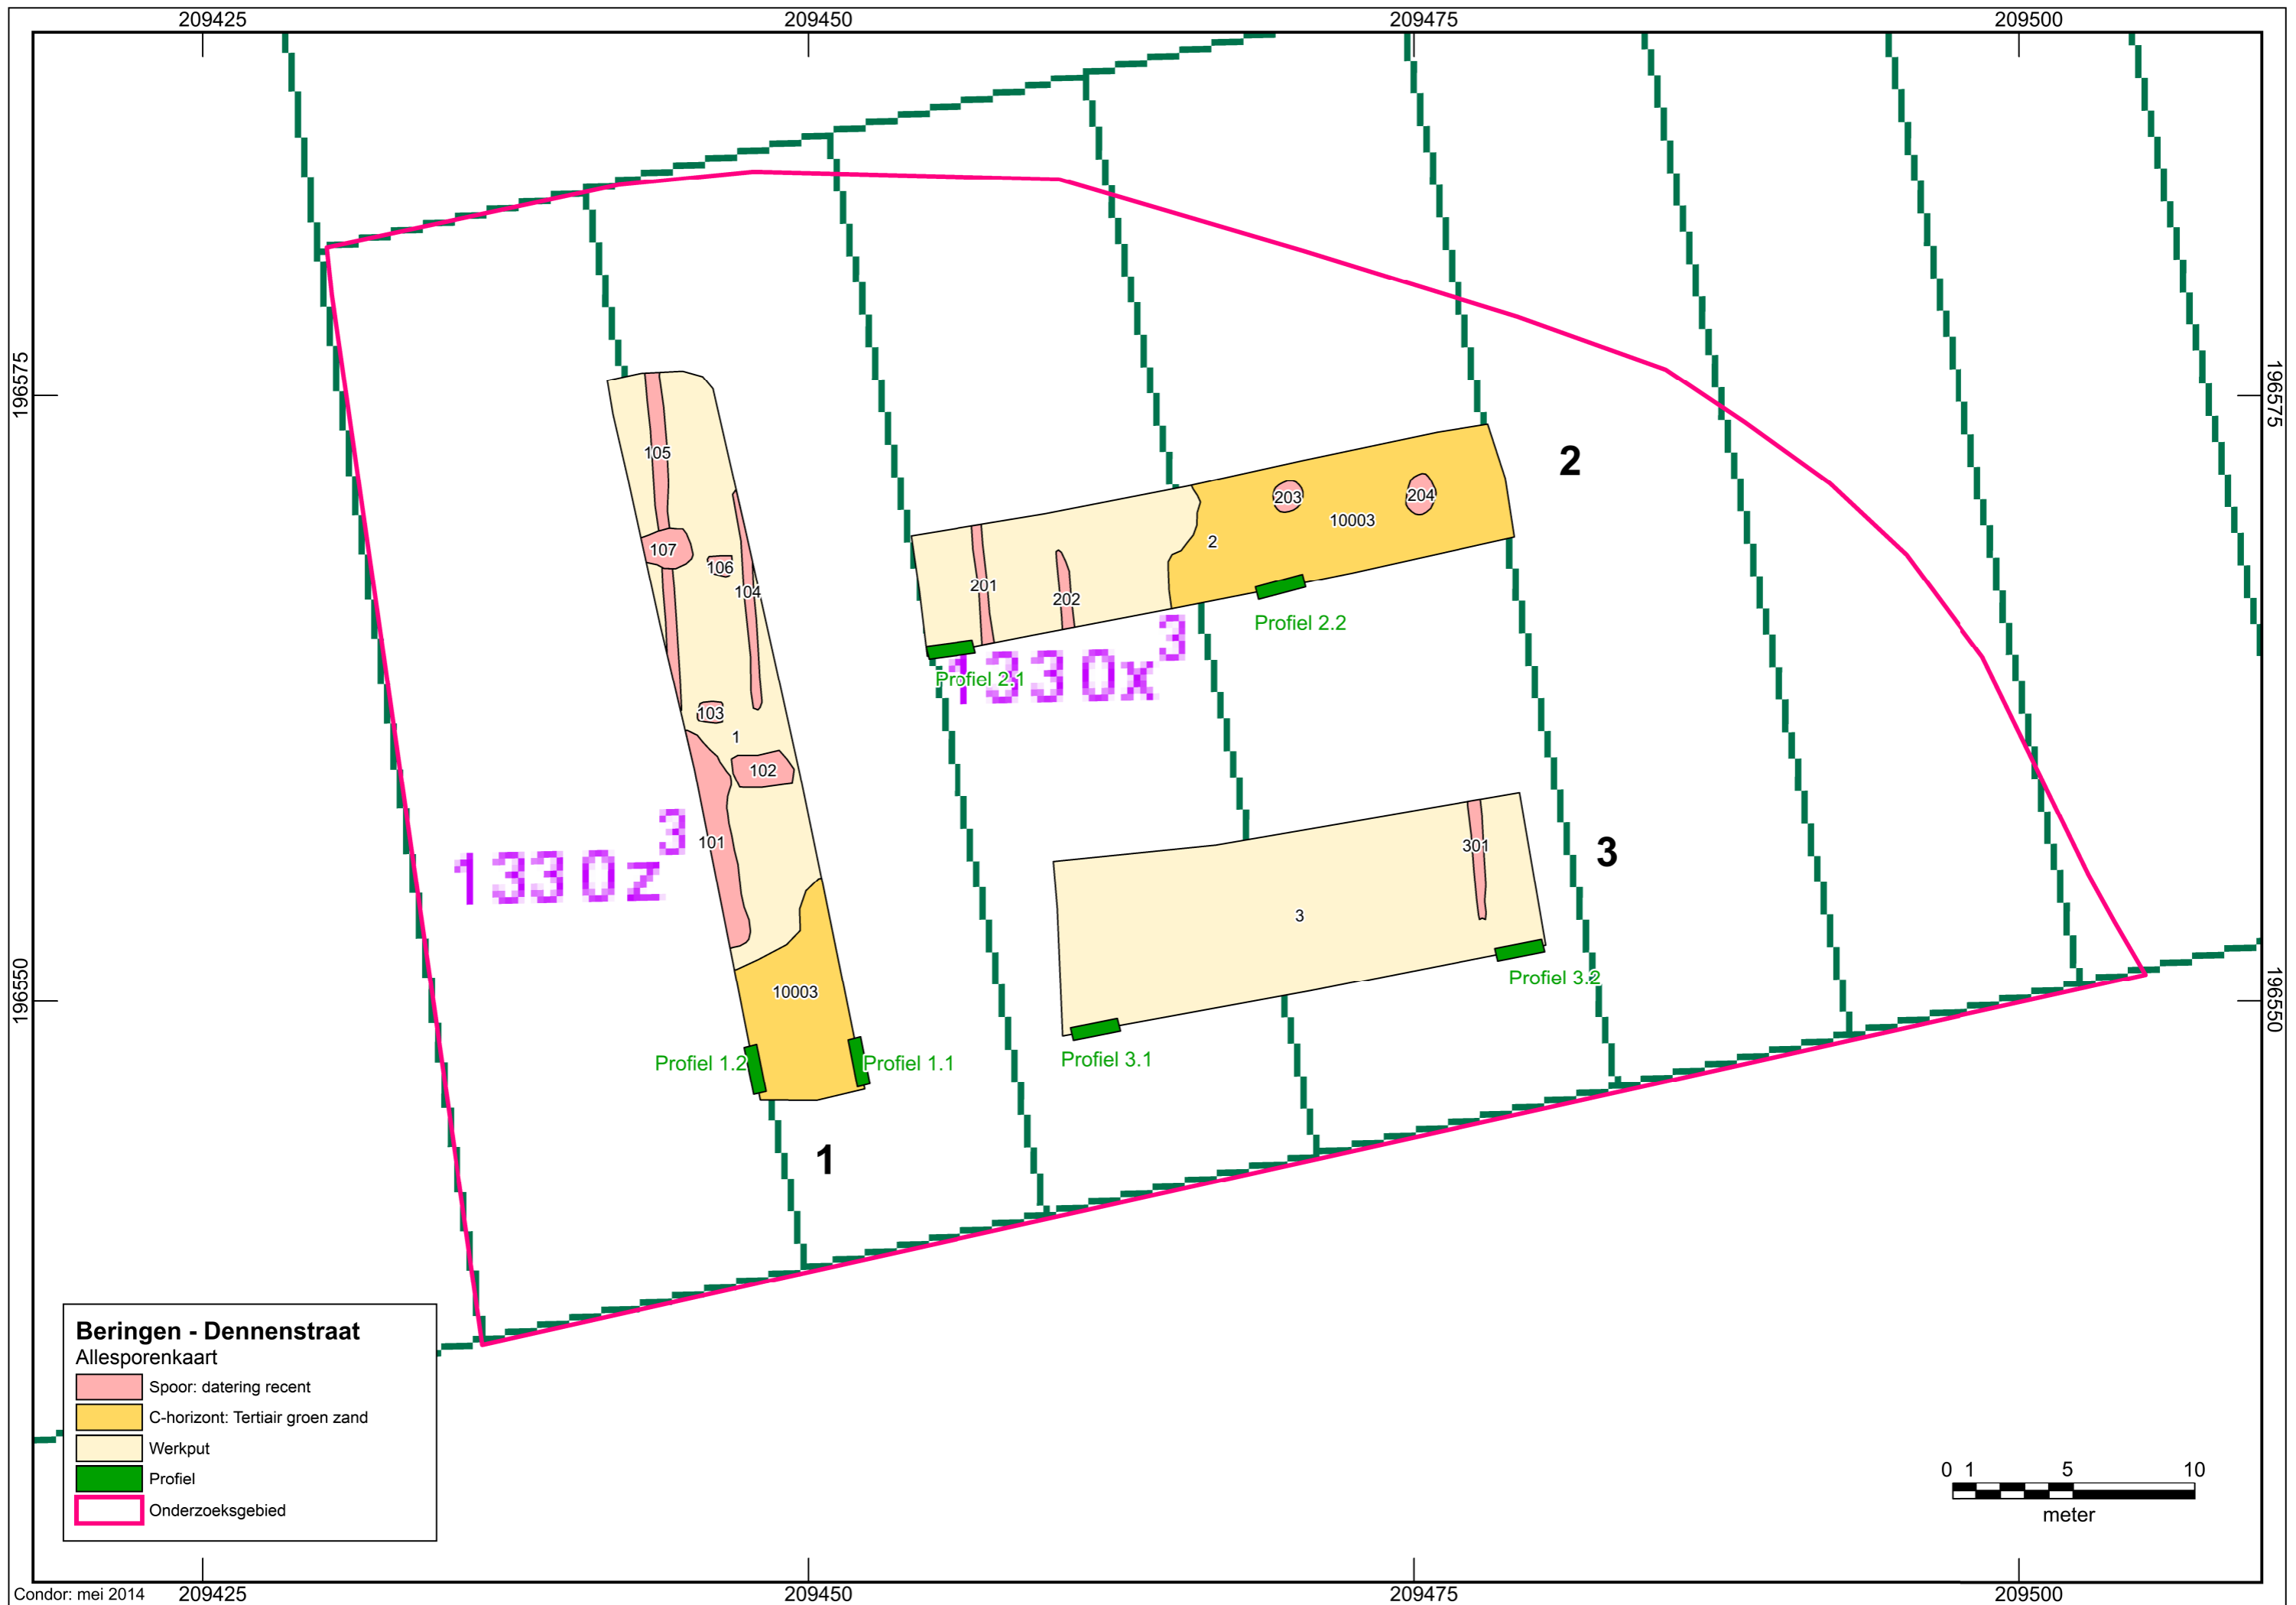 209425 209450 209475 209500
196575
196575
105
2
203
204
10003
107
2
106
201
104
202
Profiel 2.2
1330x3
Profiel 2.1
103
1
102
1330z3
101
301
3
3
Profiel 3.2
10003
196550
196550
Profiel 1.2
Profiel 1.1
Profiel 3.1
1
Beringen - Dennenstraat
Allesporenkaart
Spoor: datering recent
C-horizont: Tertiair groen zand
Werkput
Profiel
Onderzoeksgebied
0 1 5 10
meter
Condor: mei 2014
209425 209450 209475 209500